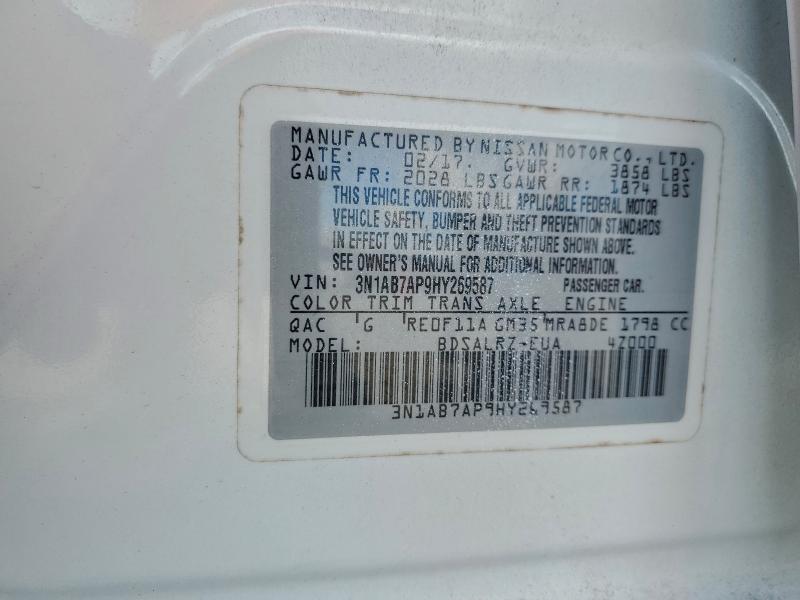 MANUFACTURED BY NISSAN MOTOR CO., LTD.
DATE: 02/17. GVWR: 3858 LBS
GAWR FR: 2028 LBS GAWR RR: 1874 LBS
THIS VEHICLE CONFORMS TO ALL APPLICABLE FEDERAL MOTOR
VEHICLE SAFETY, BUMPER AND THEFT PREVENTION STANDARDS
IN EFFECT ON THE DATE OF MANUFACTURE SHOWN ABOVE.
SEE OWNER'S MANUAL FOR ADDITIONAL INFORMATION.
VIN: 3N1AB7AP9HY269587 PASSENGER CAR.
COLOR TRIM TRANS AXLE ENGINE
QAC G RE0F11A GM35 MRA8DE 1798 CC
MODEL: BDSALRZ-EUA 4Z000
3N1AB7AP9HY269587